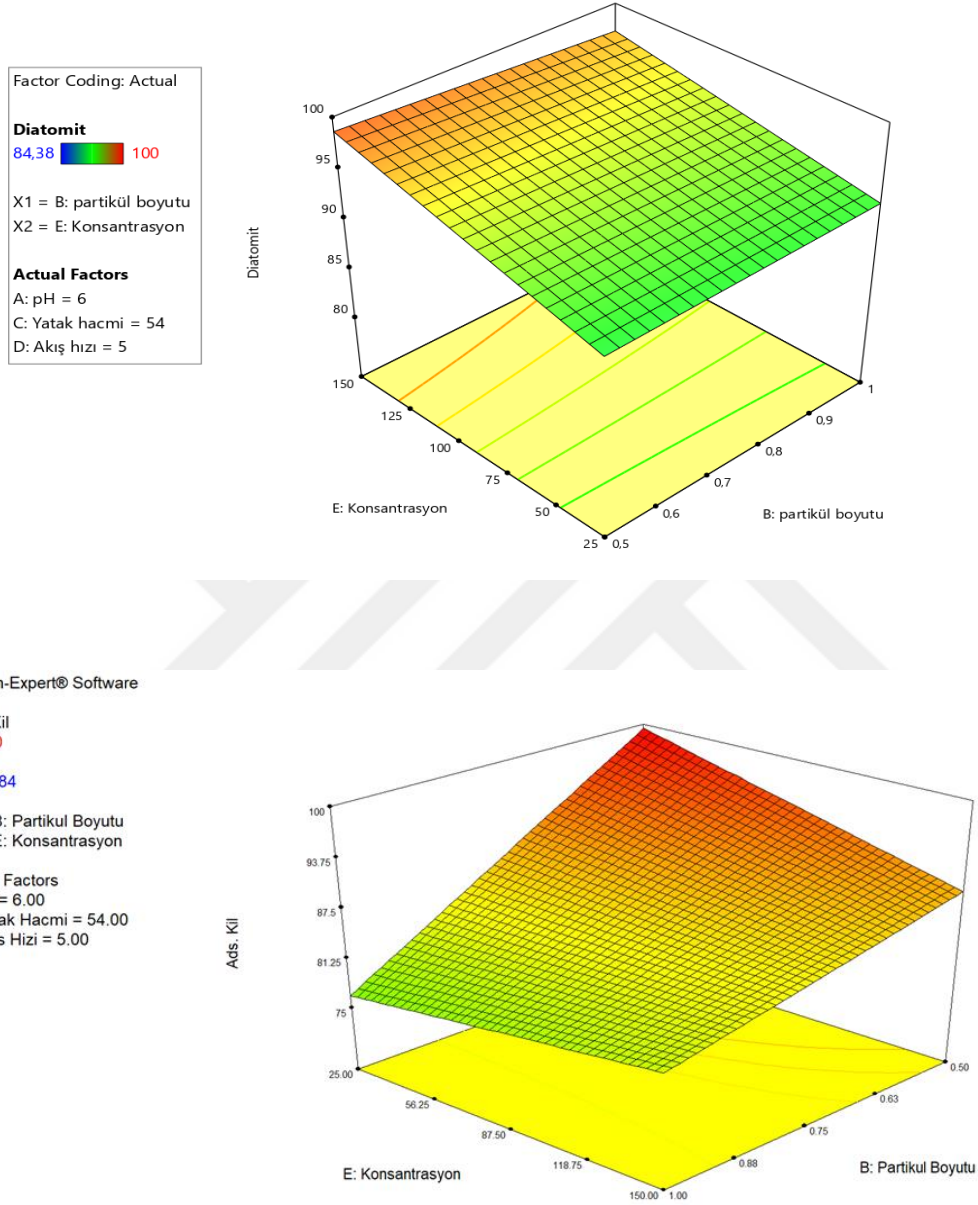 Factor Coding: Actual
Diatomit
84,38 100
X1 = B: partikül boyutu
X2 = E: Konsantrasyon
Actual Factors
A: pH = 6
C: Yatak hacmi = 54
D: Akış hızı = 5
100
95
90
85
80
Diatomit
150
125
100
75
50
25
0,5
0,6
0,7
0,8
0,9
1
E: Konsantrasyon
B: partikül boyutu
n-Expert® Software
84
: Partikul Boyutu
: Konsantrasyon
Factors
= 6.00
ak Hacmi = 54.00
s Hizi = 5.00
100
93.75
87.5
81.25
75
Ads. Kil
25.00
56.25
87.50
118.75
150.00
1.00
0.88
0.75
0.63
0.50
E: Konsantrasyon
B: Partikul Boyutu